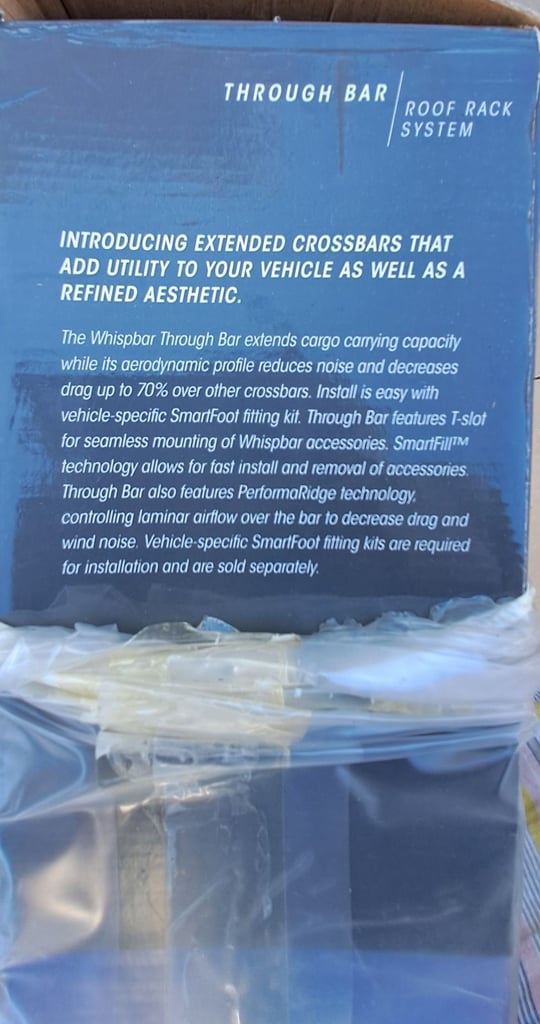 THROUGH BAR
ROOF RACK
SYSTEM
INTRODUCING EXTENDED CROSSBARS THAT
ADD UTILITY TO YOUR VEHICLE AS WELL AS A
REFINED AESTHETIC.
The Whispbar Through Bar extends cargo carrying capacity
while its aerodynamic profile reduces noise and decreases
drag up to 70% over other crossbars. Install is easy with
vehicle-specific SmartFoot fitting kit. Through Bar features T-slot
for seamless mounting of Whispbar accessories. SmartFill™
technology allows for fast install and removal of accessories.
Through Bar also features PerformaRidge technology,
controlling laminar airflow over the bar to decrease drag and
wind noise. Vehicle-specific SmartFoot fitting kits are required
for installation and are sold separately.